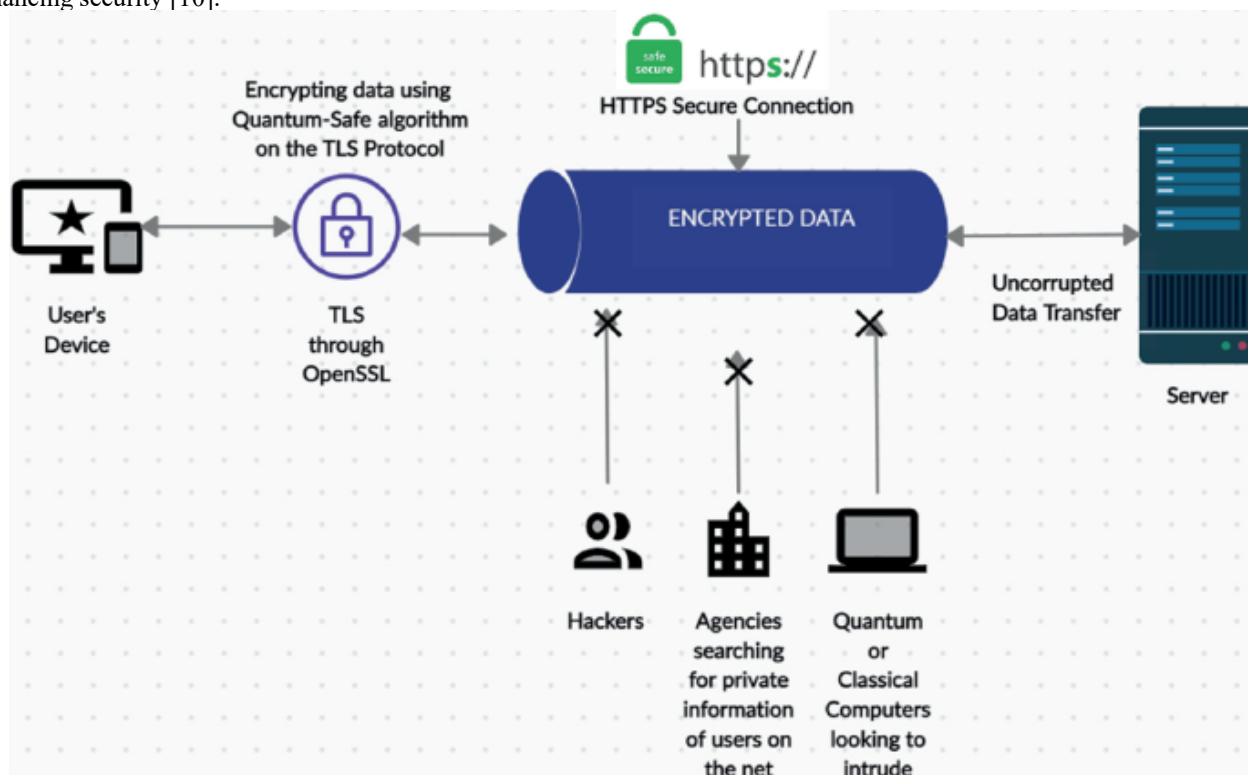 security [10].
safe
secure
https://
HTTPS Secure Connection
Encrypting data using
Quantum-Safe algorithm
on the TLS Protocol
ENCRYPTED DATA
User's
Device
TLS
through
OpenSSL
Uncorrupted
Data Transfer
Server
Hackers
Agencies
searching
for private
information
of users on
the net
Quantum
or
Classical
Computers
looking to
intrude